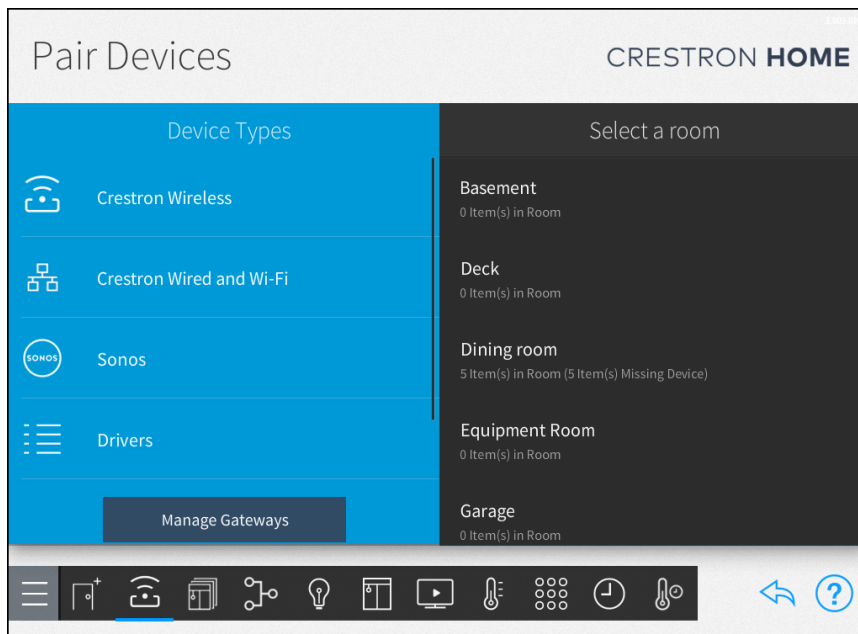 Pair Devices
CRESTRON HOME
Device Types
Select a room
Crestron Wireless
Basement
0 Item(s) in Room
Crestron Wired and Wi-Fi
Deck
0 Item(s) in Room
SONOS
Sonos
Dining room
5 Item(s) in Room (5 Item(s) Missing Device)
Drivers
Equipment Room
0 Item(s) in Room
Manage Gateways
Garage
0 Item(s) in Room
?